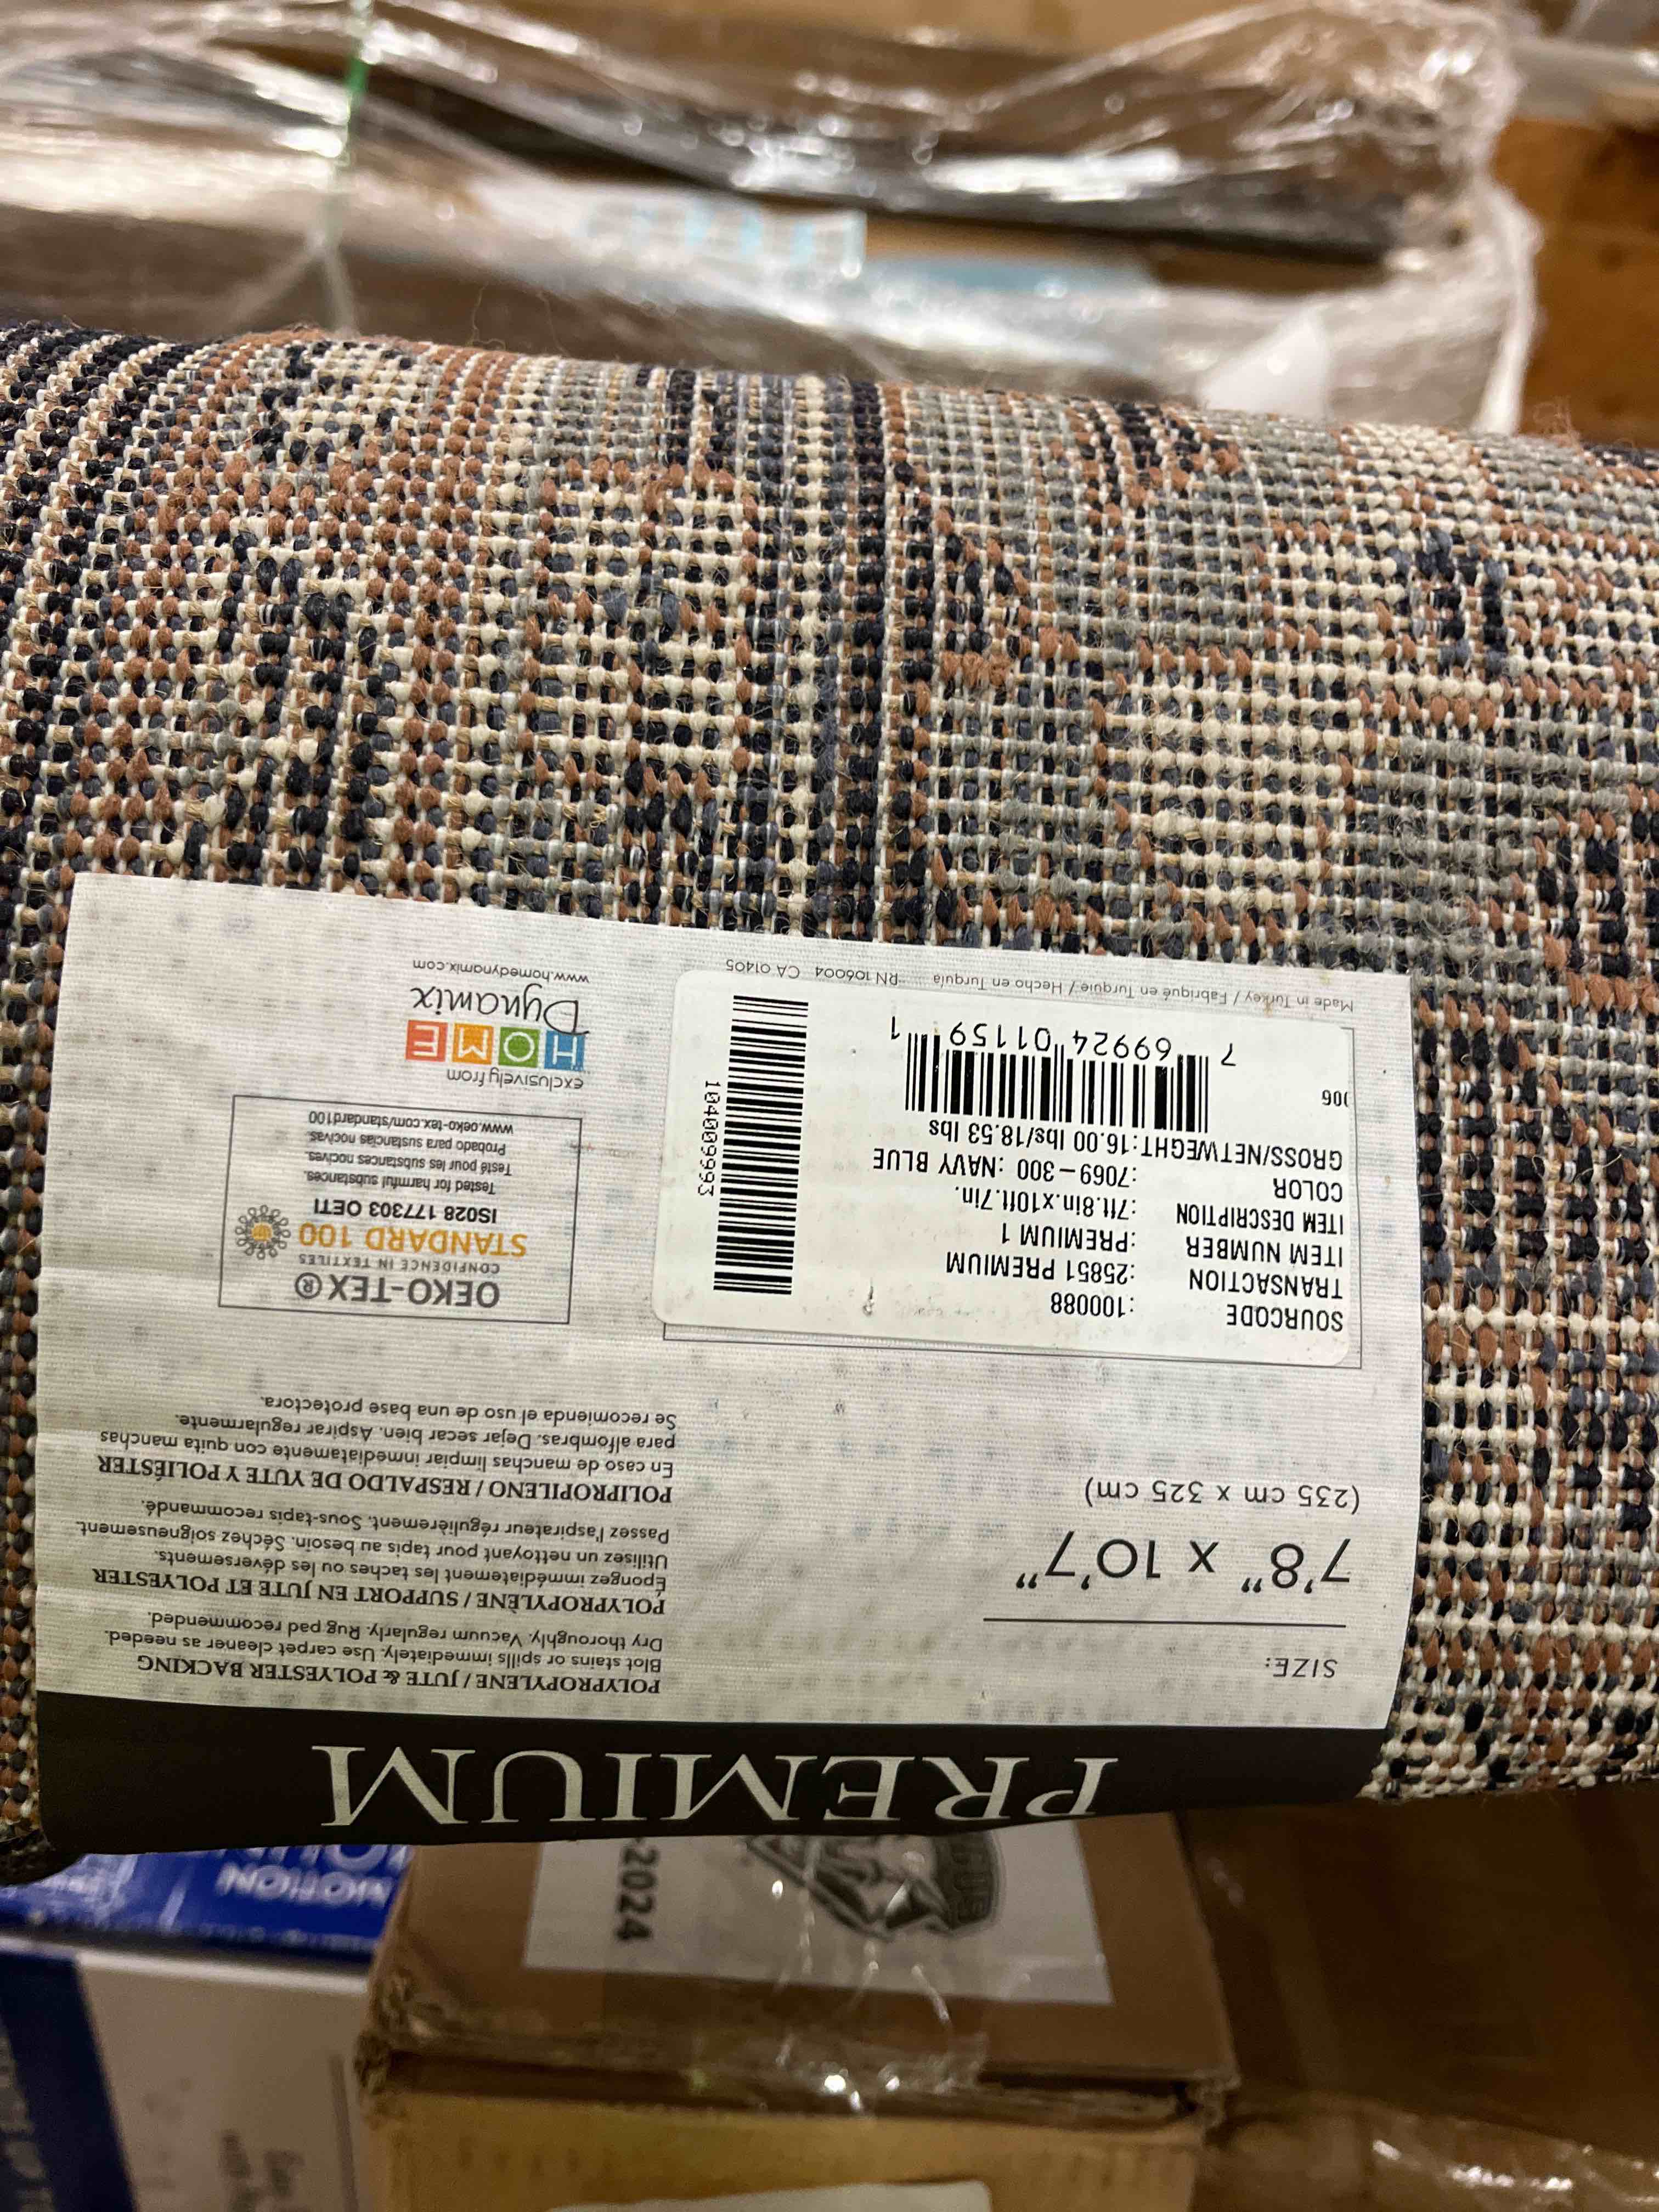 PREMIUM
SIZE:
7'8" x 10'7"
(235 cm x 325 cm)
POLYPROPYLENE / JUTE & POLYESTER BACKING
Blot stains or spills immediately. Use carpet cleaner as needed.
Dry thoroughly. Vacuum regularly. Rug pad recommended.
POLYPROPYLÈNE / SUPPORT EN JUTE ET POLYESTER
Épongez immédiatement les taches ou les déversements.
Utilisez un nettoyant pour tapis au besoin. Séchez soigneusement.
Passez l'aspirateur régulièrement. Sous-tapis recommandé.
POLIPROPILENO / RESPALDO DE YUTE Y POLIÉSTER
En caso de manchas limpiar inmediatamente con quita manchas
para alfombras. Dejar secar bien. Aspirar regularmente.
Se recomienda el uso de una base protectora.
SOURCODE :100088
TRANSACTION :25851 PREMIUM
ITEM NUMBER :PREMIUM 1
ITEM DESCRIPTION :7ft.8in.x10ft.7in.
COLOR :7069-300 :NAVY BLUE
GROSS/NETWEGHT:16.00 lbs/18.53 lbs
7 69924 01159 1
104009993
006
Made in Turkey / Fabriqué en Turquie / Hecho en Turquía RN 106004 CA 01405
OEKO-TEX®
CONFIDENCE IN TEXTILES
STANDARD 100
IS028 177303 OETI
Tested for harmful substances.
Testé pour les substances nocives.
Probado para sustancias nocivas.
www.oeko-tex.com/standard100
exclusively from
HOME
Dynamix
www.homedynamix.com
-2024
MOTION